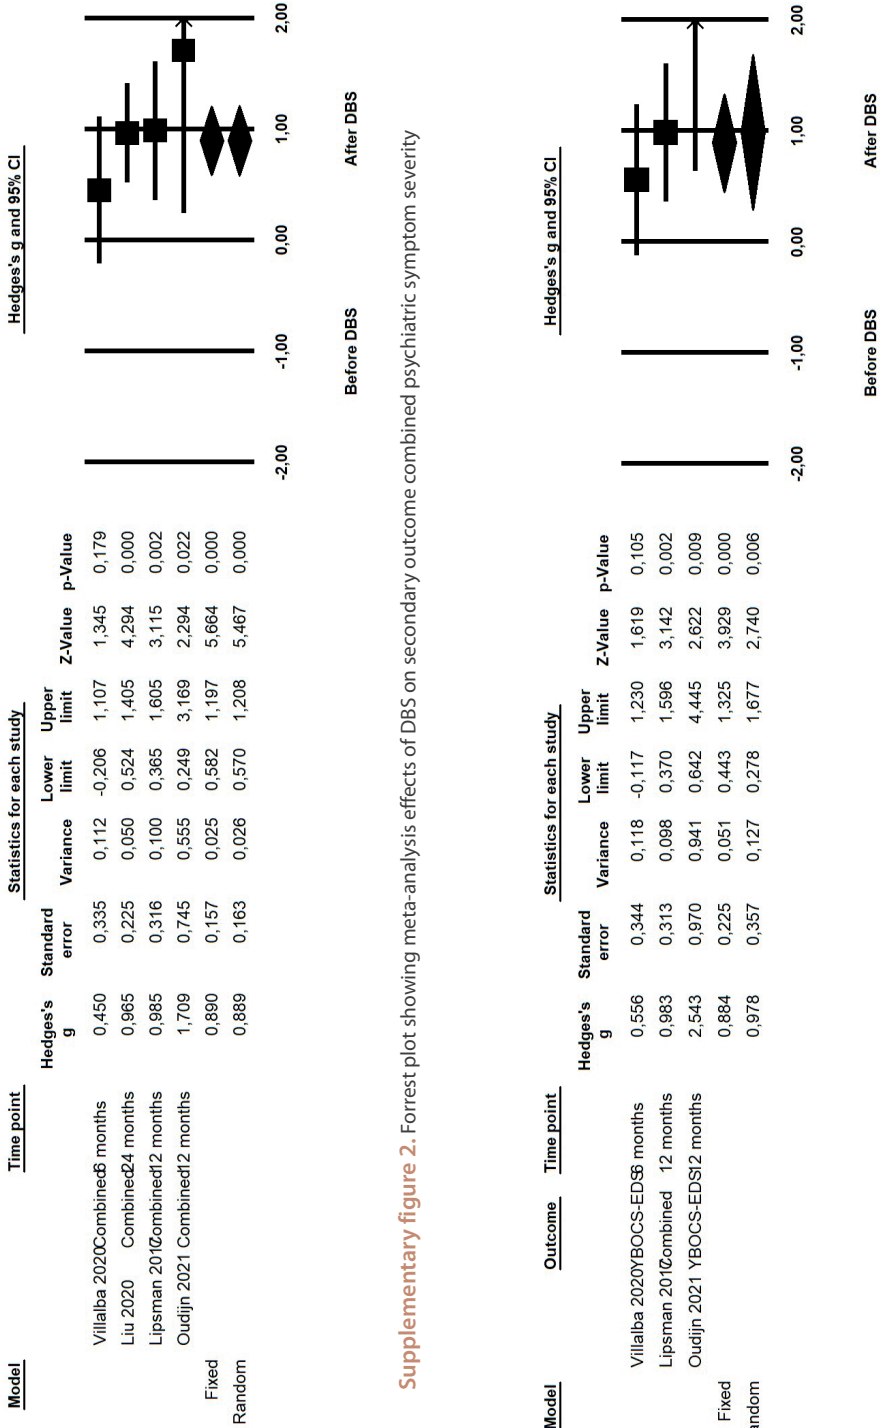 Model Time point Statistics for each study Hedges's g and 95% CI
Hedges's g Standard error Variance Lower limit Upper limit Z-Value p-Value
Villalba 2020 Combined 6 months 0,450 0,335 0,112 -0,206 1,107 1,345 0,179
Liu 2020 Combined 24 months 0,965 0,225 0,050 0,524 1,405 4,294 0,000
Lipsman 2017 Combined 12 months 0,985 0,316 0,100 0,365 1,605 3,115 0,002
Oudijn 2021 Combined 12 months 1,709 0,745 0,555 0,249 3,169 2,294 0,022
Fixed 0,890 0,157 0,025 0,582 1,197 5,664 0,000
Random 0,889 0,163 0,026 0,570 1,208 5,467 0,000
-2,00 -1,00 0,00 1,00 2,00
Before DBS After DBS
Supplementary figure 2. Forrest plot showing meta-analysis effects of DBS on secondary outcome combined psychiatric symptom severity
Model Outcome Time point Statistics for each study Hedges's g and 95% CI
Hedges's g Standard error Variance Lower limit Upper limit Z-Value p-Value
Villalba 2020 YBOCS-EDS 6 months 0,556 0,344 0,118 -0,117 1,230 1,619 0,105
Lipsman 2017 Combined 12 months 0,983 0,313 0,098 0,370 1,596 3,142 0,002
Oudijn 2021 YBOCS-EDS 12 months 2,543 0,970 0,941 0,642 4,445 2,622 0,009
Fixed 0,884 0,225 0,051 0,443 1,325 3,929 0,000
andom 0,978 0,357 0,127 0,278 1,677 2,740 0,006
-2,00 -1,00 0,00 1,00 2,00
Before DBS After DBS